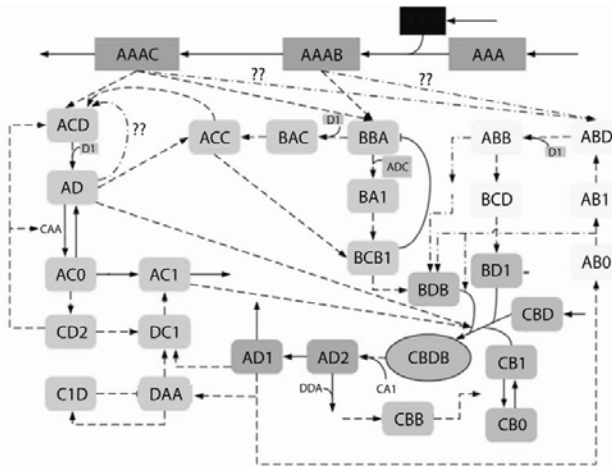 AAAC
AAAB
AAA
??
??
ACD
??
ACC
BAC
D1
BBA
ABB
D1
ABD
D1
ADC
AD
BA1
BCD
AB1
CAA
BCB1
AC0
AC1
BDB
BD1
AB0
CBD
CD2
DC1
AD1
AD2
CBDB
CB1
DDA
CA1
C1D
DAA
CBB
CB0